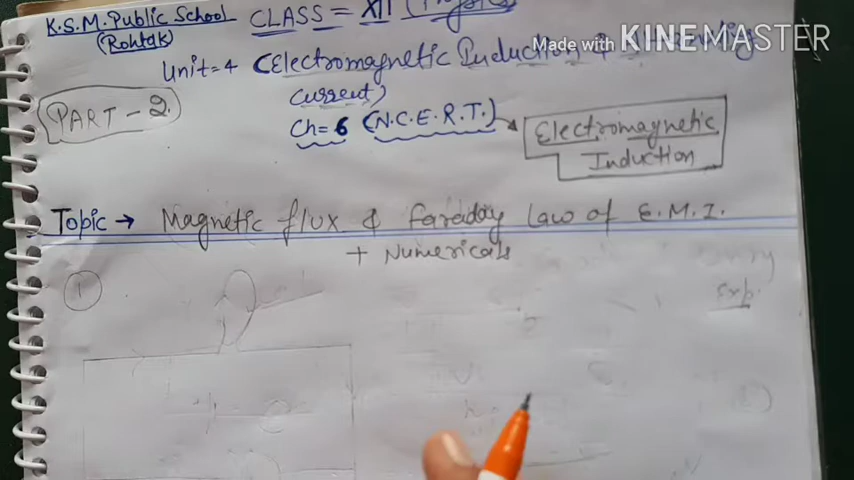 K.S.M. Public School
(Rohtak)
CLASS = XII (Physics
Made with KINEMASTER
Unit=4 (Electromagnetic Induction &
current)
PART - 2.
Ch= 6 (N.C.E.R.T.)
Electromagnetic
Induction
Topic → Magnetic flux & Faraday Law of E.M.I.
+ Numericals
1